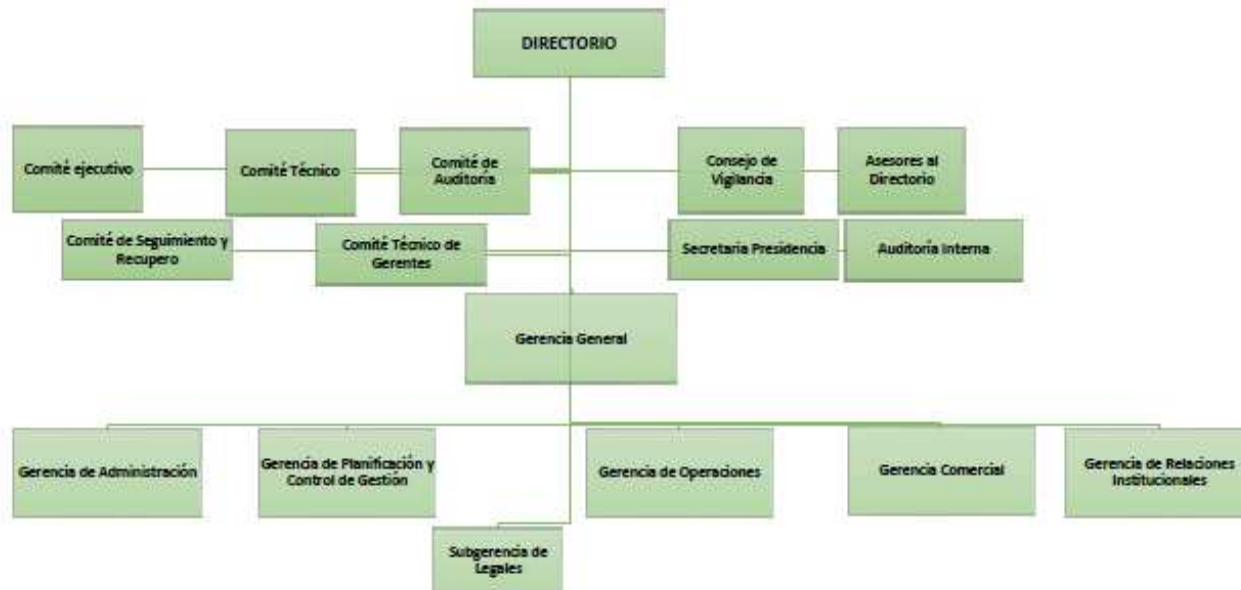 DIRECTORIO
Comité ejecutivo
Comité Técnico
Comité de
Auditoría
Consejo de
Vigilancia
Asesores al
Directorio
Comité de Seguimiento y
Recupero
Comité Técnico de
Gerentes
Secretaria Presidencia
Auditoría Interna
Gerencia General
Gerencia de Administración
Gerencia de Planificación y
Control de Gestión
Gerencia de Operaciones
Gerencia Comercial
Gerencia de Relaciones
Institucionales
Subgerencia de
Legales